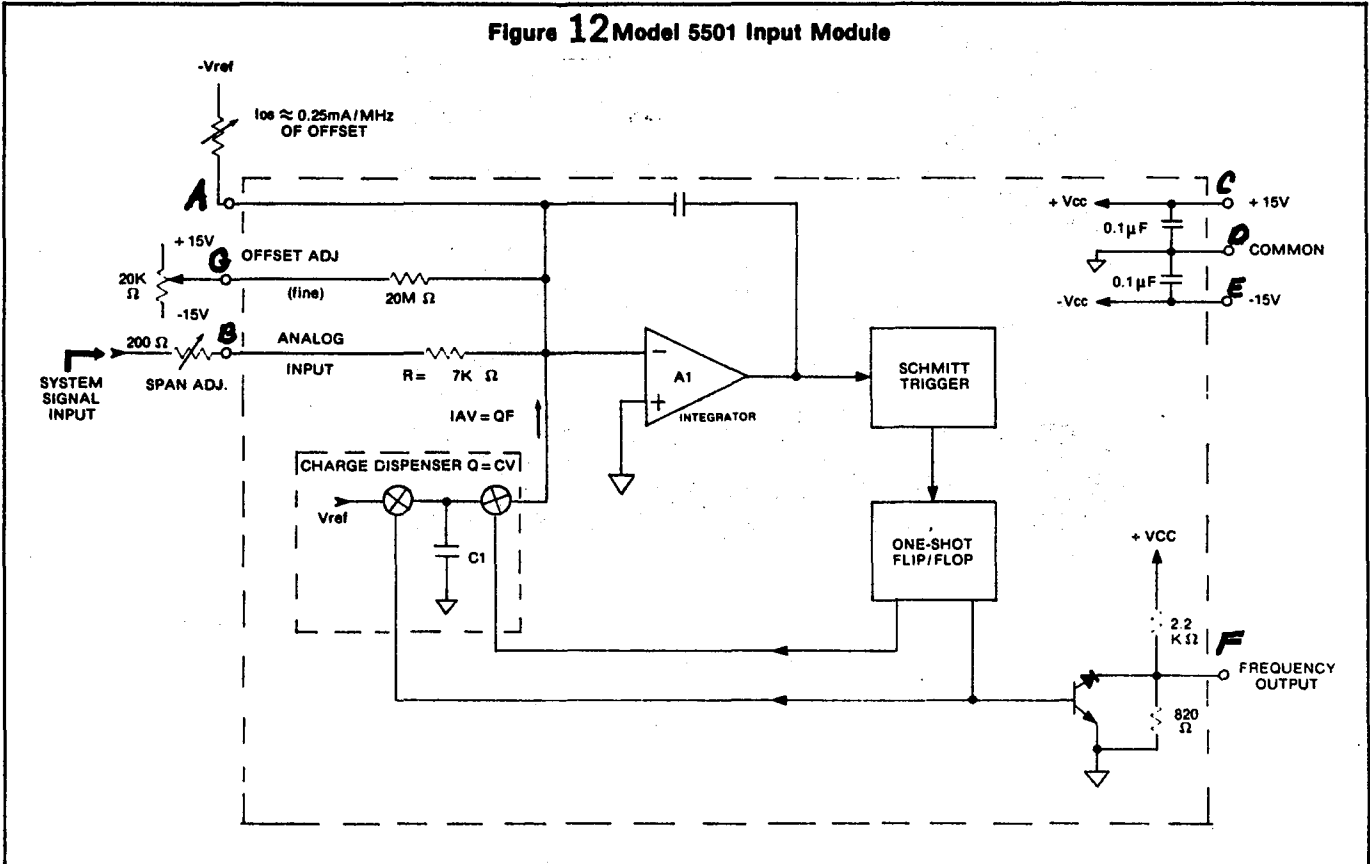 Figure 12 Model 5501 Input Module
-Vref
Ios ≈ 0.25mA/MHz
OF OFFSET
A
C
+ Vcc
+ 15V
0.1μF
D
COMMON
0.1μF
E
-Vcc
-15V
+ 15V
G
OFFSET ADJ
20K
Ω
(fine)
20M Ω
-15V
200 Ω
B
ANALOG
INPUT
SYSTEM
SIGNAL
INPUT
SPAN ADJ.
R= 7K Ω
−
A1
+
INTEGRATOR
SCHMITT
TRIGGER
IAV = QF
CHARGE DISPENSER Q=CV
Vref
C1
ONE-SHOT
FLIP/FLOP
+ VCC
2.2
KΩ
F
FREQUENCY
OUTPUT
820
Ω